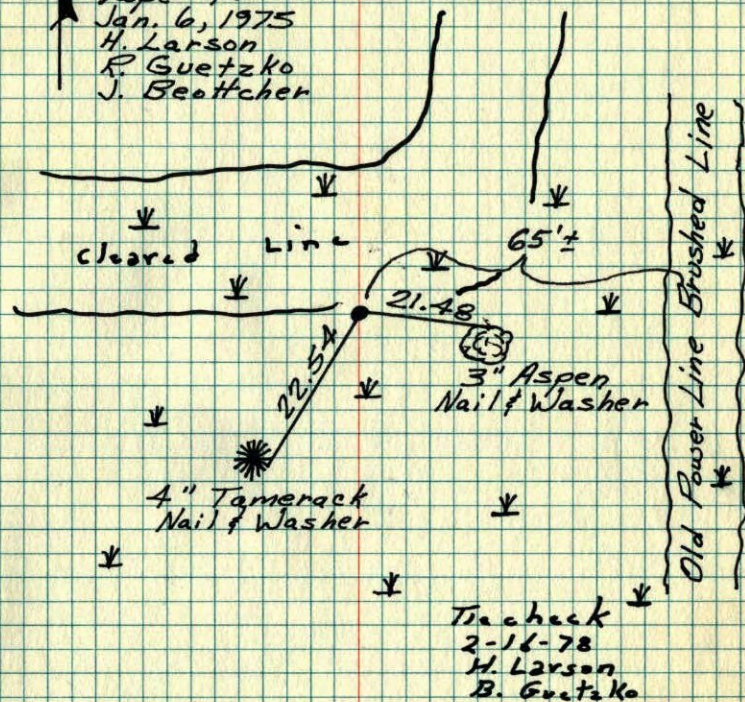 Jan. 6, 1975
H. Larson
R. Guetzko
J. Beottcher
cleared Line
65'±
21.48
22.54
3" Aspen
Nail & Washer
4" Tamerack
Nail & Washer
Old Power Line Brushed Line
Tie check
2-16-78
H. Larson
B. Guetzko